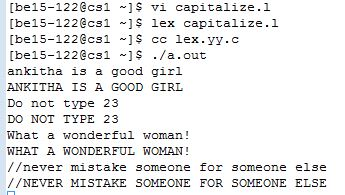 [be15-122@cs1 ~]$ vi capitalize.l
[be15-122@cs1 ~]$ lex capitalize.l
[be15-122@cs1 ~]$ cc lex.yy.c
[be15-122@cs1 ~]$ ./a.out
ankitha is a good girl
ANKITHA IS A GOOD GIRL
Do not type 23
DO NOT TYPE 23
What a wonderful woman!
WHAT A WONDERFUL WOMAN!
//never mistake someone for someone else
//NEVER MISTAKE SOMEONE FOR SOMEONE ELSE